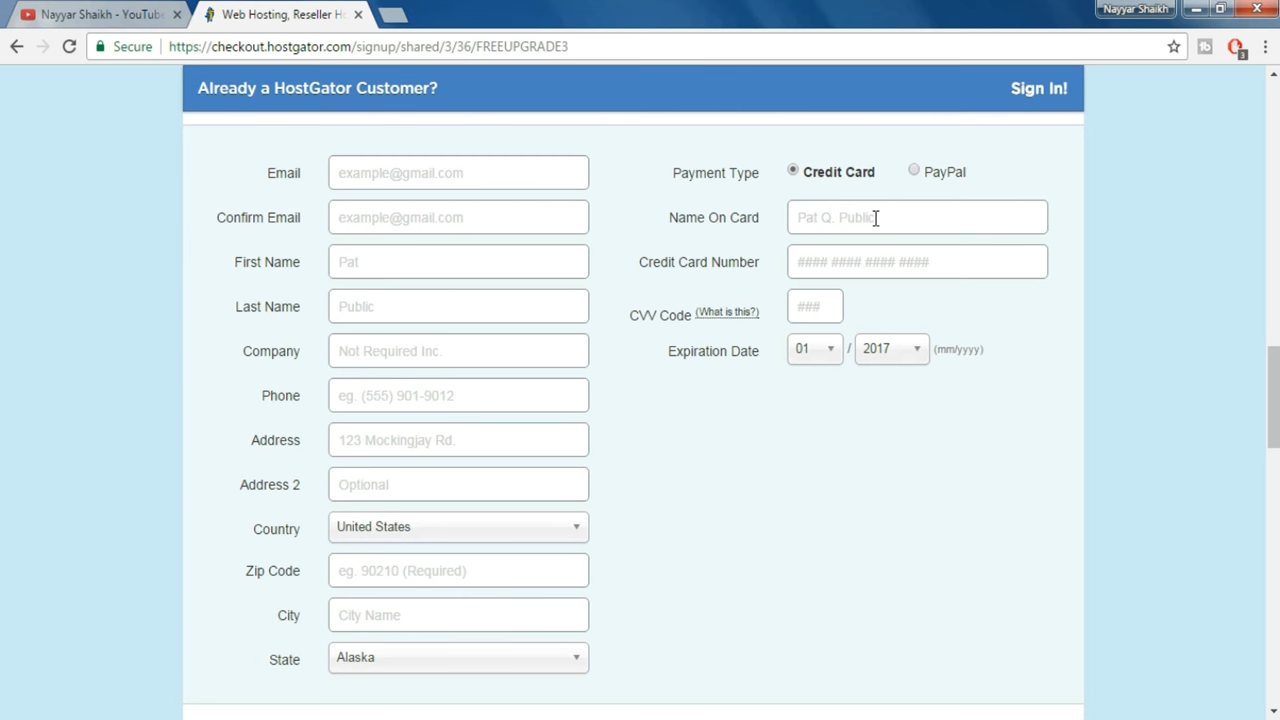 Nayyar Shaikh - YouTube
Web Hosting, Reseller Ho
Nayyar Shaikh
Secure
https://checkout.hostgator.com/signup/shared/3/36/FREEUPGRADE3
3
Already a HostGator Customer?
Sign In!
Email
example@gmail.com
Confirm Email
example@gmail.com
First Name
Pat
Last Name
Public
Company
Not Required Inc.
Phone
eg. (555) 901-9012
Address
123 Mockingjay Rd.
Address 2
Optional
Country
United States
Zip Code
eg. 90210 (Required)
City
City Name
State
Alaska
Payment Type
Credit Card
PayPal
Name On Card
Pat Q. Public
Credit Card Number
#### #### #### ####
CVV Code (What is this?)
###
Expiration Date
01 / 2017 (mm/yyyy)